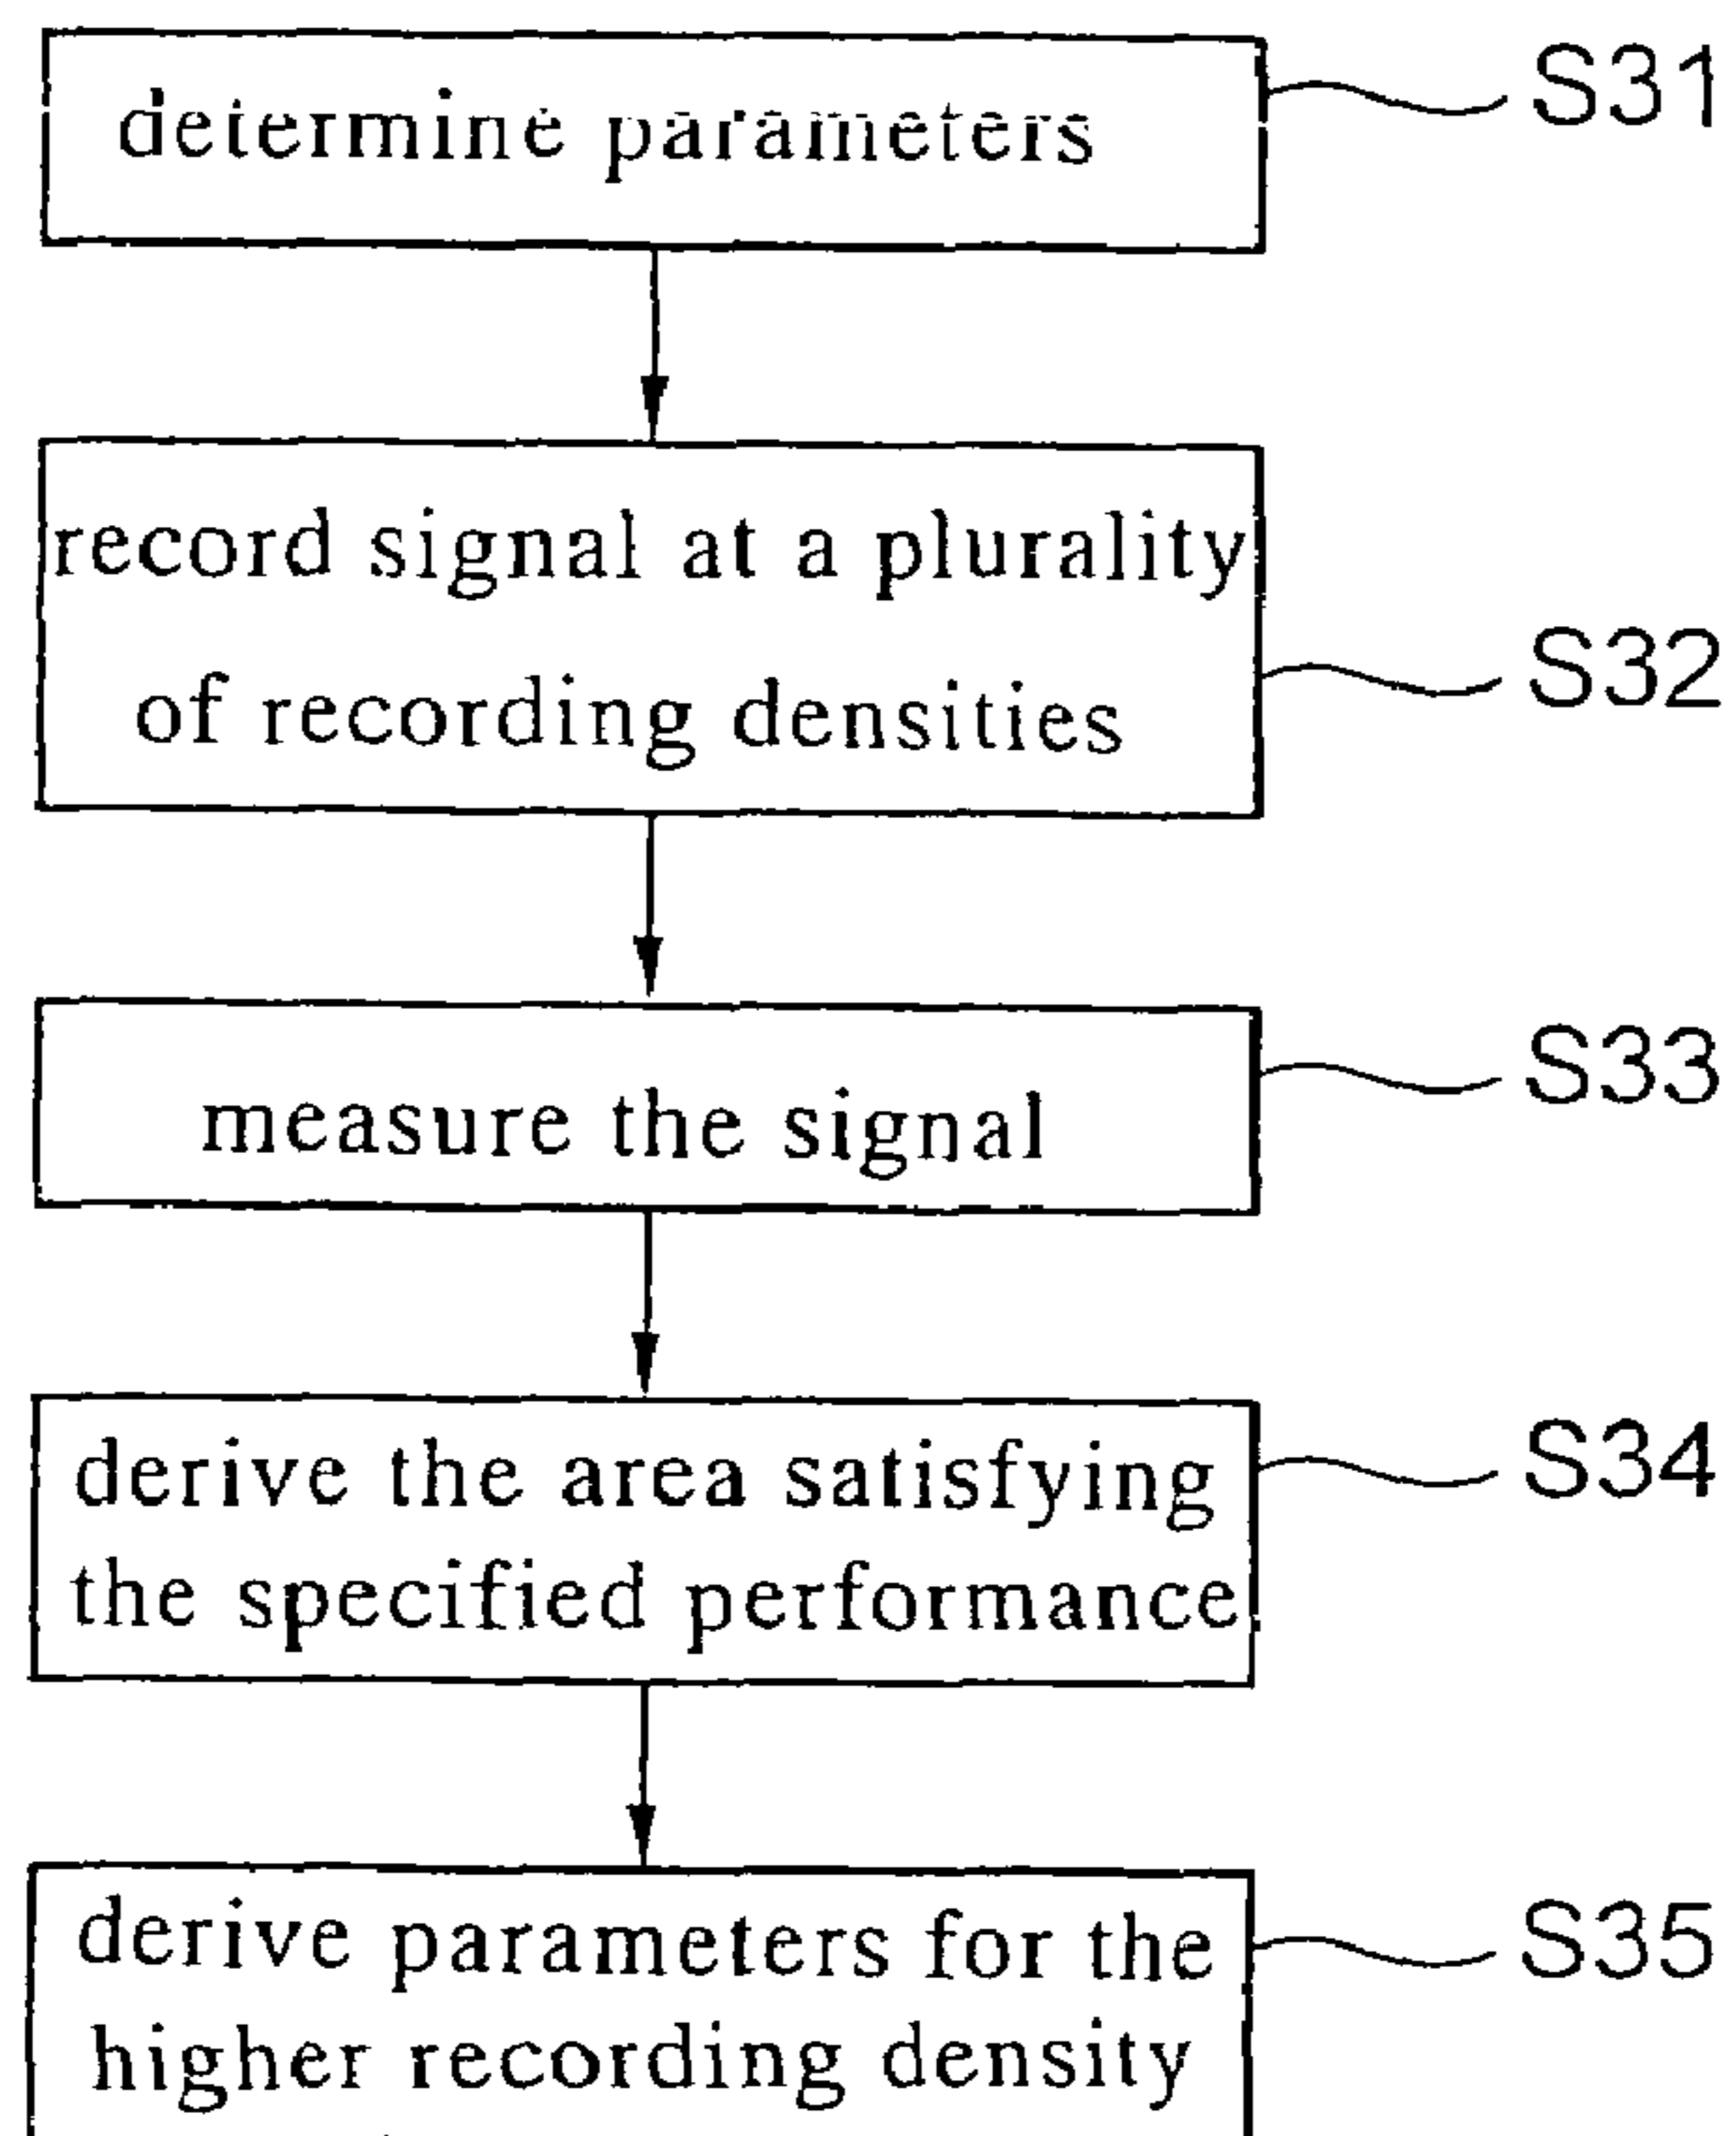 determine parameters
S31
record signal at a plurality
of recording densities
S32
measure the signal
S33
derive the area satisfying
the specified performance
S34
derive parameters for the
higher recording density
S35